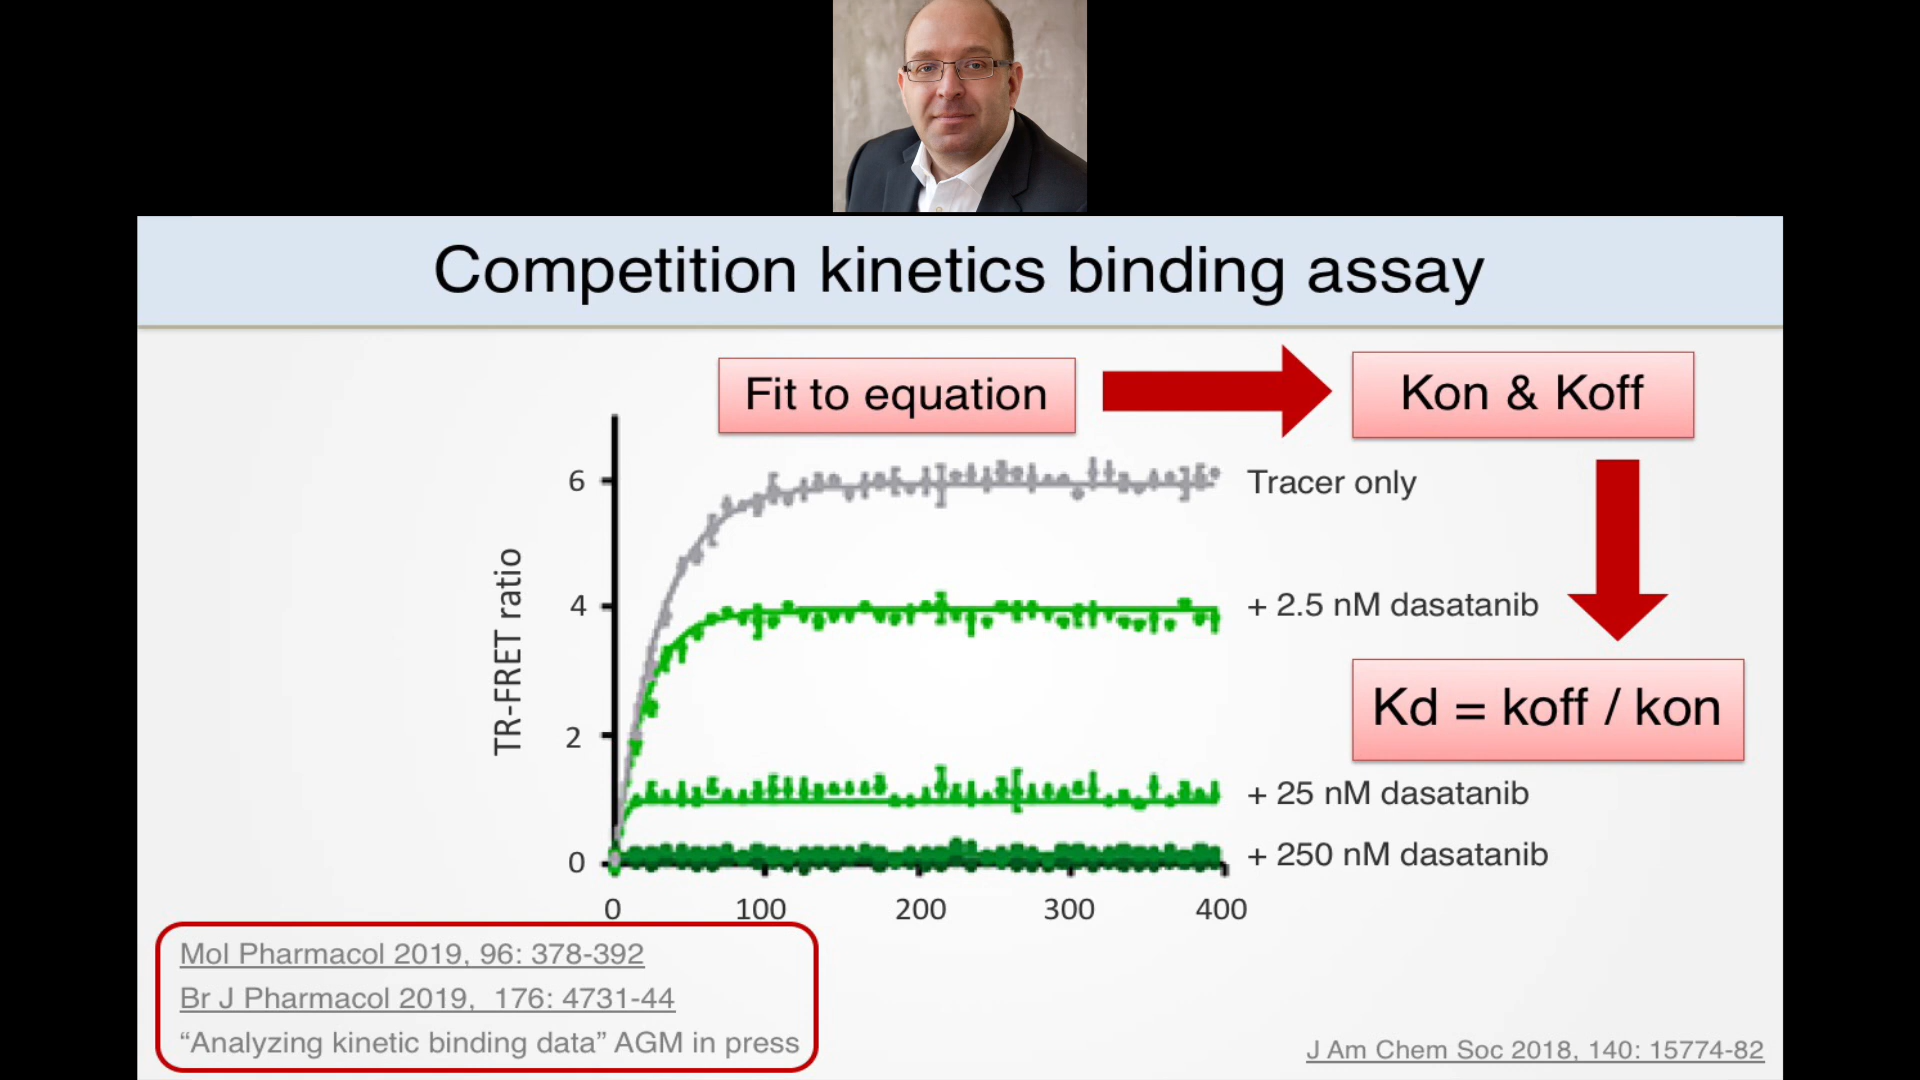 Competition kinetics binding assay
Fit to equation
Kon & Koff
6
Tracer only
TR-FRET ratio
4
+ 2.5 nM dasatanib
Kd = koff / kon
2
+ 25 nM dasatanib
0
+ 250 nM dasatanib
0 100 200 300 400
Mol Pharmacol 2019, 96: 378-392
Br J Pharmacol 2019, 176: 4731-44
“Analyzing kinetic binding data” AGM in press
J Am Chem Soc 2018, 140: 15774-82